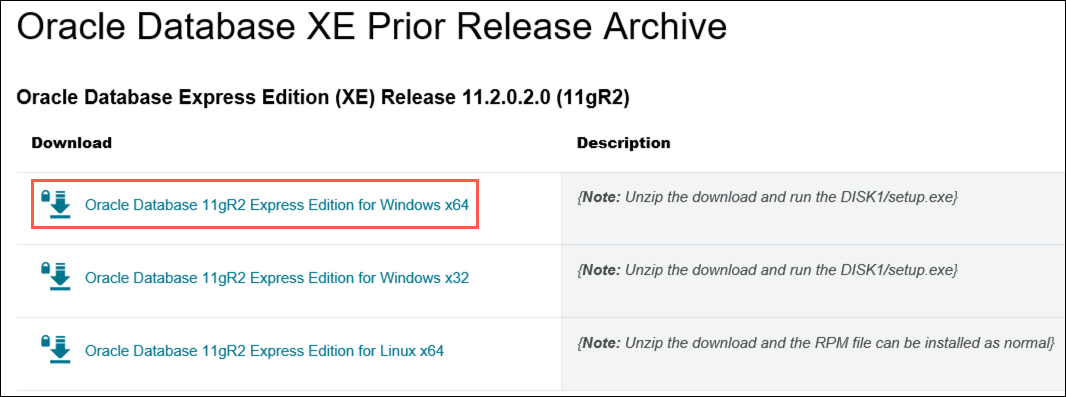 Oracle Database XE Prior Release Archive
Oracle Database Express Edition (XE) Release 11.2.0.2.0 (11gR2)
Download Description
Oracle Database 11gR2 Express Edition for Windows x64 {Note: Unzip the download and run the DISK1/setup.exe}
Oracle Database 11gR2 Express Edition for Windows x32 {Note: Unzip the download and run the DISK1/setup.exe}
Oracle Database 11gR2 Express Edition for Linux x64 {Note: Unzip the download and the RPM file can be installed as normal}